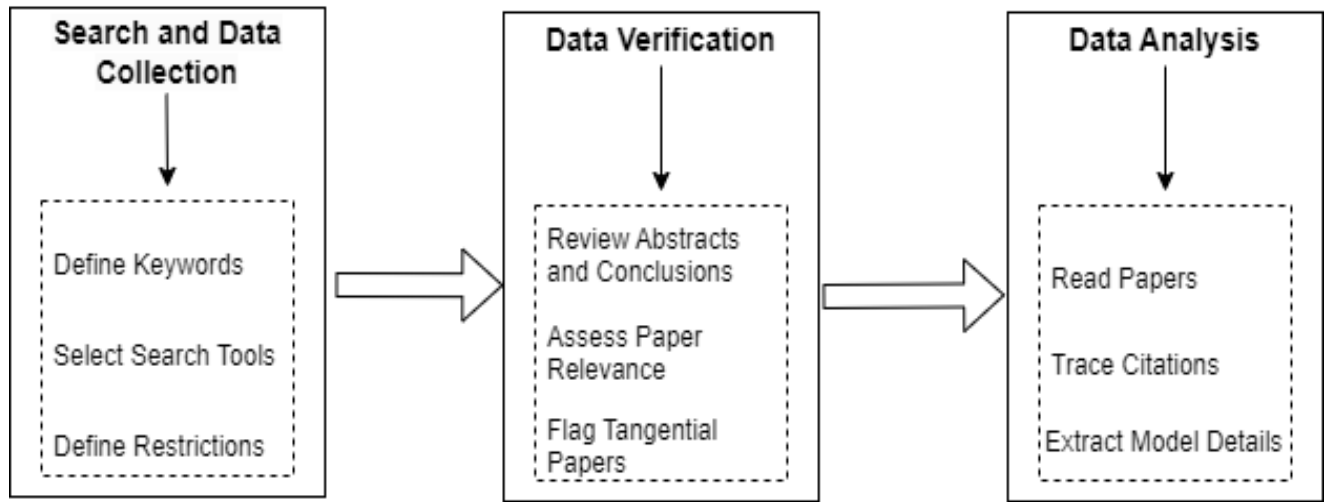 Search and Data
Collection
Define Keywords
Select Search Tools
Define Restrictions
Data Verification
Review Abstracts
and Conclusions
Assess Paper
Relevance
Flag Tangential
Papers
Data Analysis
Read Papers
Trace Citations
Extract Model Details